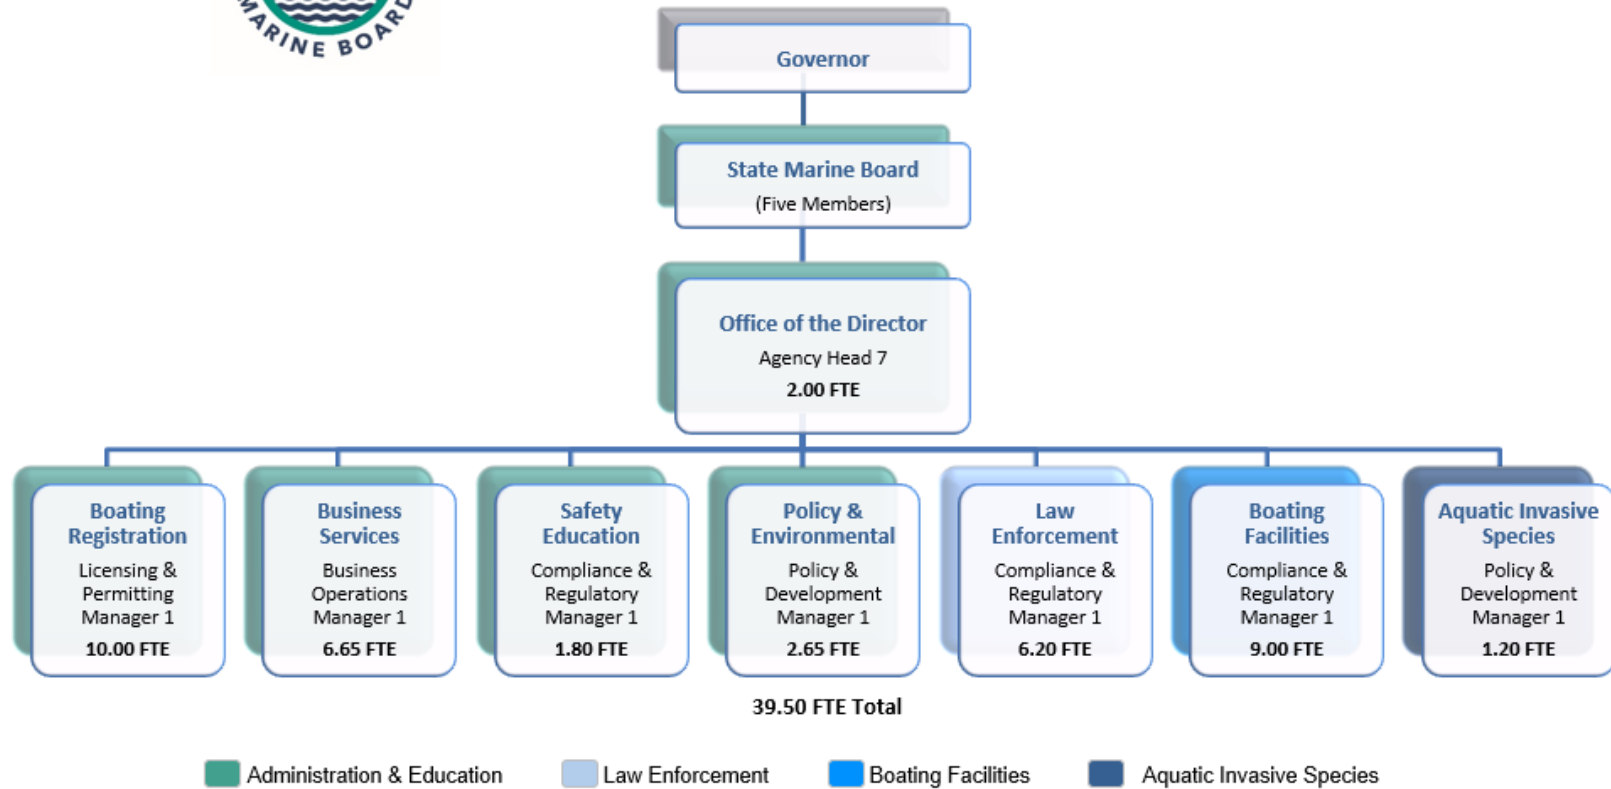 MARINE BOARD
Governor
State Marine Board
(Five Members)
Office of the Director
Agency Head 7
2.00 FTE
Boating
Registration
Licensing &
Permitting
Manager 1
10.00 FTE
Business
Services
Business
Operations
Manager 1
6.65 FTE
Safety
Education
Compliance &
Regulatory
Manager 1
1.80 FTE
Policy &
Environmental
Policy &
Development
Manager 1
2.65 FTE
Law
Enforcement
Compliance &
Regulatory
Manager 1
6.20 FTE
Boating
Facilities
Compliance &
Regulatory
Manager 1
9.00 FTE
Aquatic Invasive
Species
Policy &
Development
Manager 1
1.20 FTE
39.50 FTE Total
Administration & Education
Law Enforcement
Boating Facilities
Aquatic Invasive Species